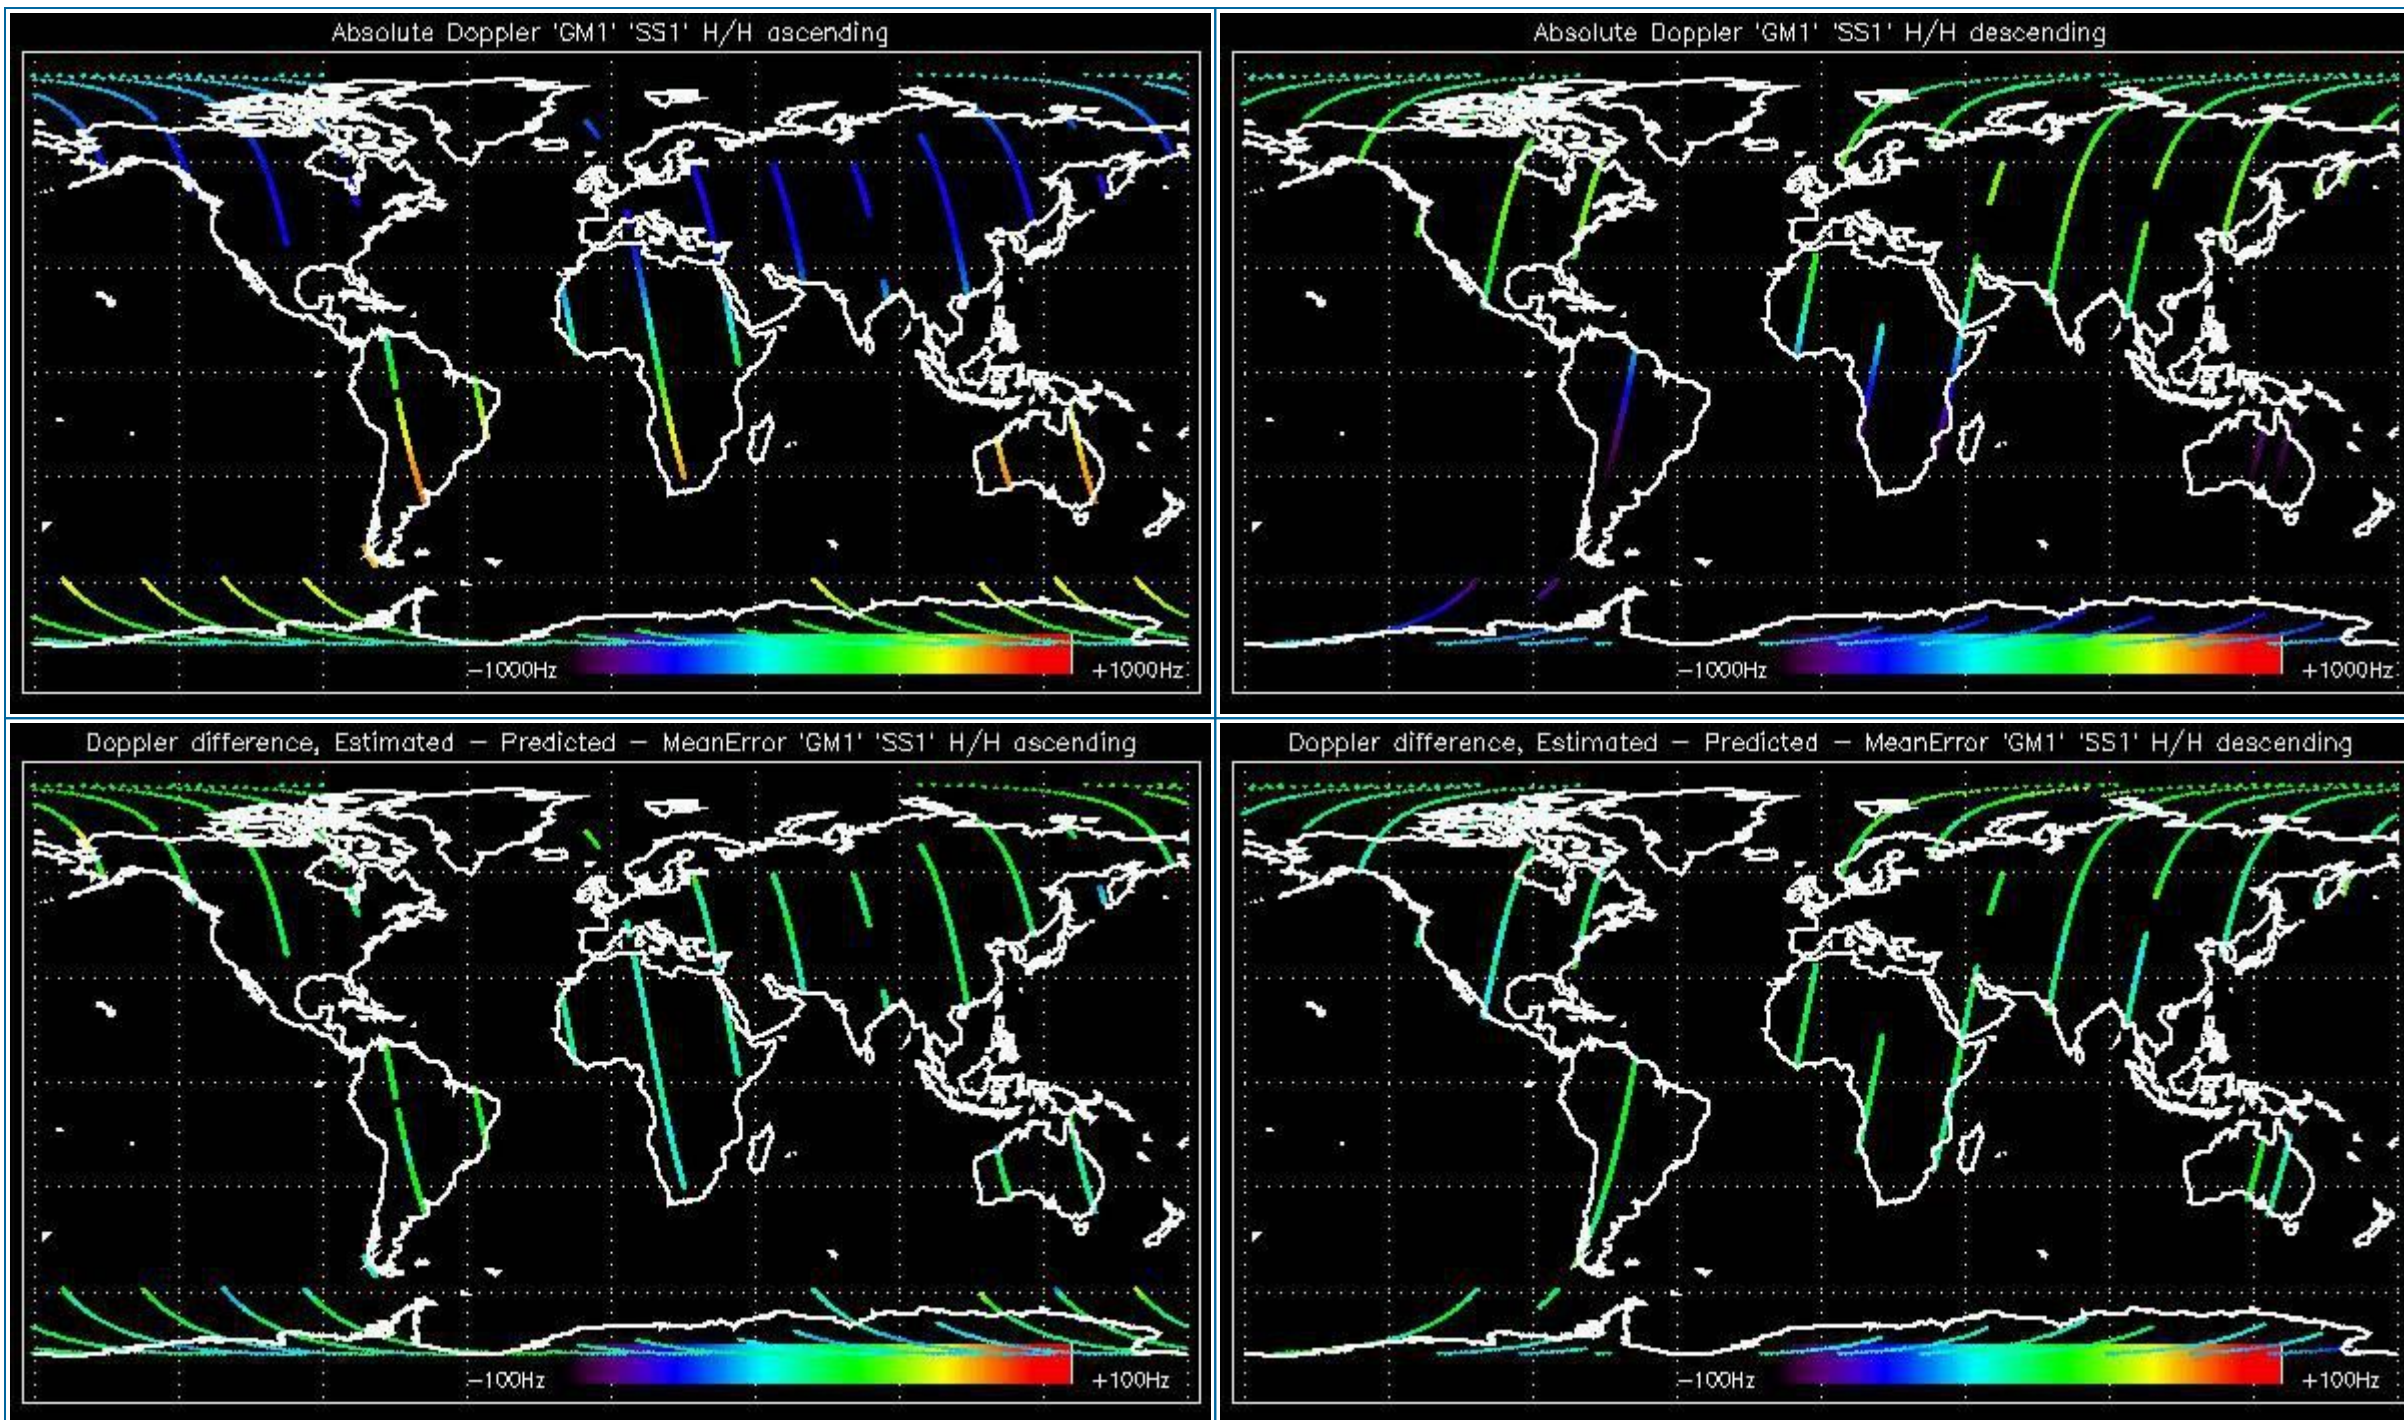 Absolute Doppler 'GM1' 'SS1' H/H ascending
-1000Hz
+1000Hz
Absolute Doppler 'GM1' 'SS1' H/H descending
-1000Hz
+1000Hz
Doppler difference, Estimated - Predicted - MeanError 'GM1' 'SS1' H/H ascending
-100Hz
+100Hz
Doppler difference, Estimated - Predicted - MeanError 'GM1' 'SS1' H/H descending
-100Hz
+100Hz